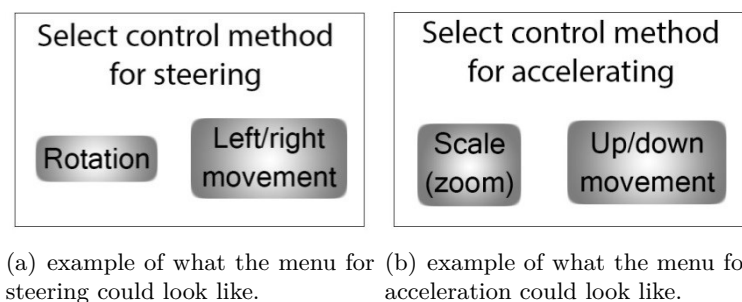 Select control method
for steering
Rotation
Left/right
movement
Select control method
for accelerating
Scale
(zoom)
Up/down
movement
(a) example of what the menu for
steering could look like.
(b) example of what the menu fo
acceleration could look like.